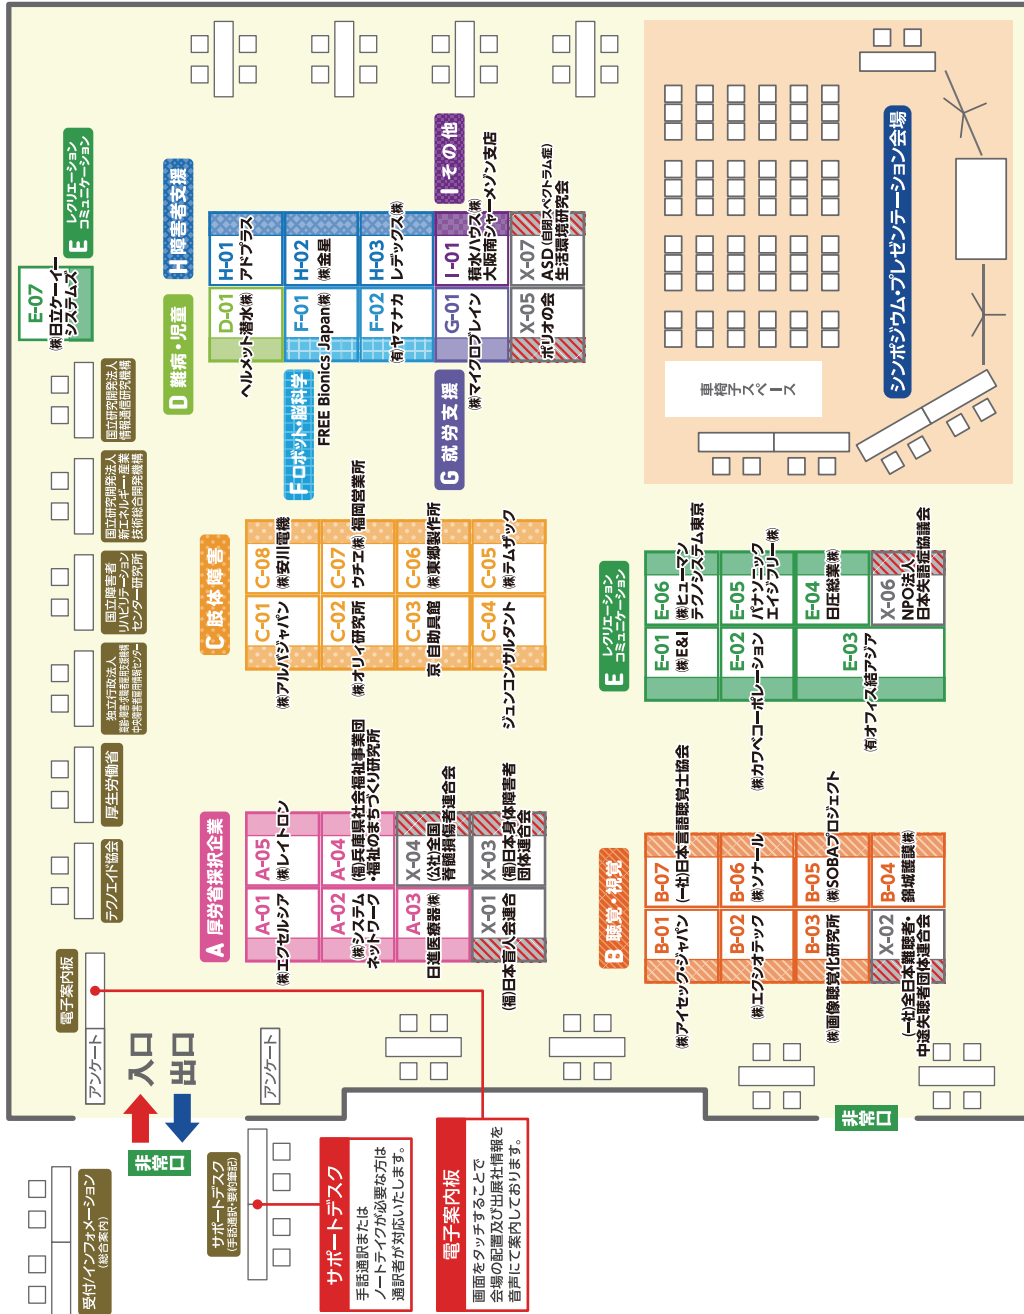 E レクリエーション
コミュニケーション
E-07
㈱日立ケーイー
システムズ
H 障害者支援
I その他
H-01
アドプラス
H-02
㈱金星
H-03
レデックス㈱
I-01
積水ハウス㈱
大阪南シャーメゾン支店
X-07
ASD(自閉スペクトラム症)
生活環境研究会
D 難病・児童
D-01
ヘルメット潜水㈱
F-01
FREE Bionics Japan㈱
F-02
㈲ヤマナカ
G-01
㈱マイクロブレイン
X-05
ポリオの会
F ロボット・脳科学
G 就労支援
シンポジウム・プレゼンテーション会場
車椅子スペース
国立研究開発法人
情報通信研究機構
国立研究開発法人
新エネルギー・産業
技術総合開発機構
国立障害者
リハビリテーション
センター研究所
独立行政法人
高齢・障害・求職者雇用支援機構
中央障害者雇用情報センター
厚生労働省
テクノエイド協会
C 肢体障害
C-08
㈱安川電機
C-07
ウチヱ㈱ 福岡営業所
C-06
㈱東郷製作所
C-05
㈱テムザック
C-01
㈱アルバジャパン
C-02
㈱オリィ研究所
C-03
京 自助具館
C-04
ジュンコンサルタント
E レクリエーション
コミュニケーション
E-06
㈱ヒューマン
テクノシステム東京
E-05
パナソニック
エイジフリー㈱
E-04
日圧総業㈱
X-06
NPO法人
日本失語症協議会
E-01
㈱E&I
E-02
㈱カワベコーポレーション
E-03
㈲オフィス結アジア
A 厚労省採択企業
A-05
㈱レイトロン
A-04
(福)兵庫県社会福祉事業団
・福祉のまちづくり研究所
X-04
(公社)全国
脊髄損傷者連合会
X-03
(福)日本身体障害者
団体連合会
A-01
㈱エクセルシア
A-02
㈱システム
ネットワーク
A-03
日進医療器㈱
X-01
(福)日本盲人会連合
B 聴覚・視覚
B-07
(一社)日本言語聴覚士協会
B-06
㈱ソナール
B-05
㈱SOBAプロジェクト
B-04
錦城護謨㈱
B-01
㈱アイセック・ジャパン
B-02
㈱エクシオテック
B-03
㈱画像聴覚化研究所
X-02
(一社)全日本難聴者・
中途失聴者団体連合会
電子案内板
アンケート
入口
出口
アンケート
非常口
非常口
受付/インフォメーション
(総合案内)
サポートデスク
(手話通訳・要約筆記)
サポートデスク
手話通訳または
ノートテイクが必要な方は
通訳者が対応いたします。
電子案内板
画面をタッチすることで
会場の配置及び出展社情報を
音声にて案内しております。